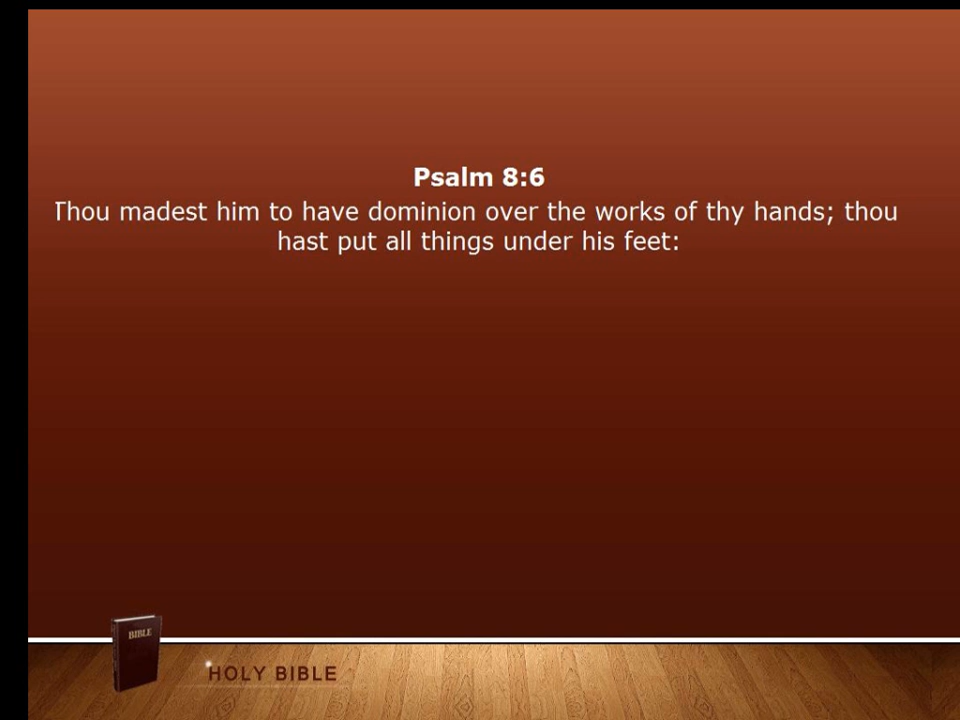 Psalm 8:6
Thou madest him to have dominion over the works of thy hands; thou
hast put all things under his feet:
BIBLE
HOLY BIBLE